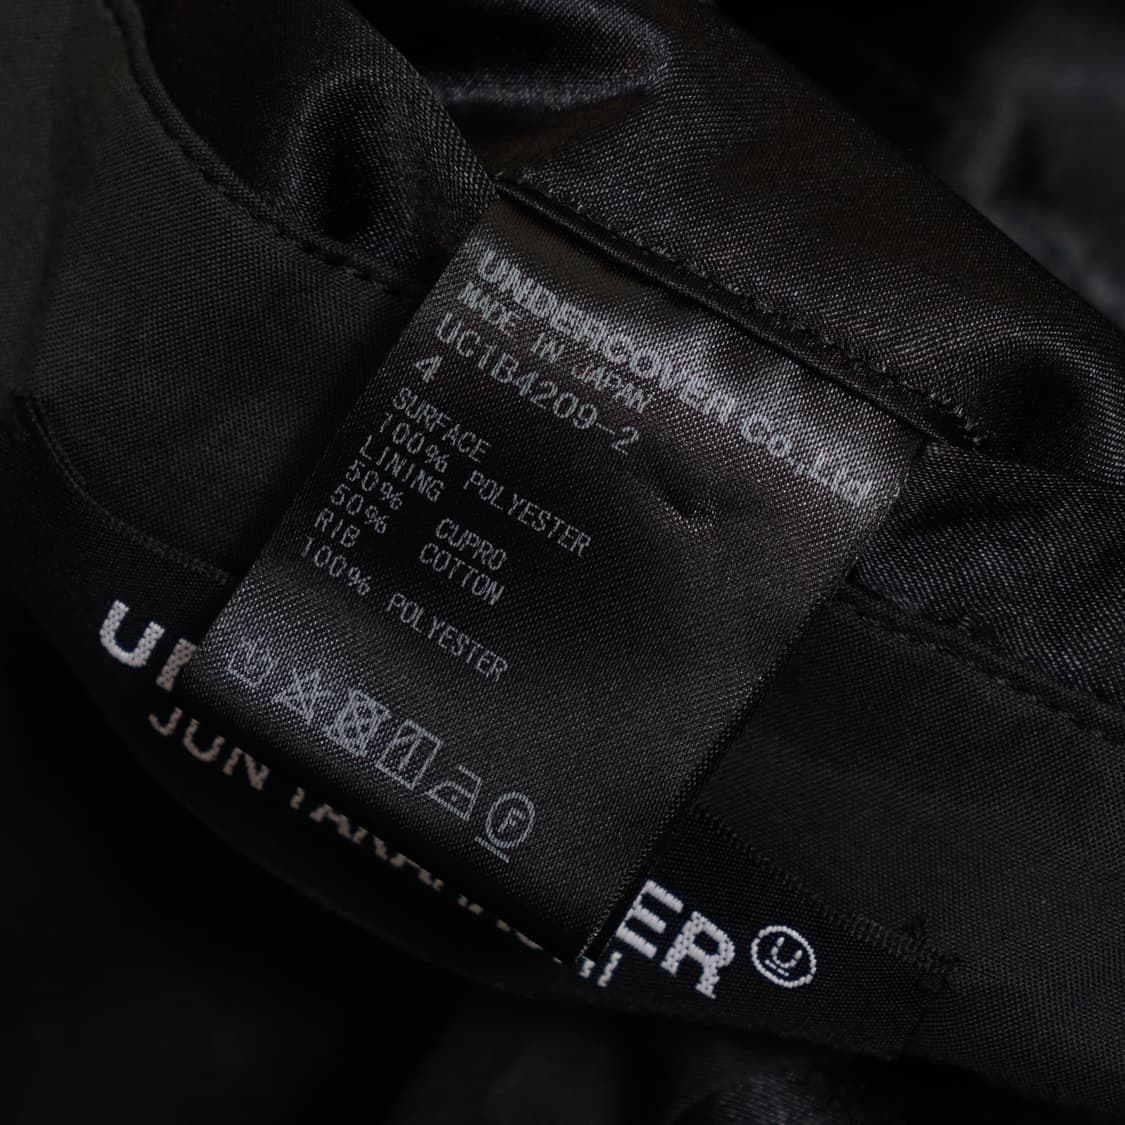 UNDERCOVER Co.,Ltd
MADE IN JAPAN
UC1B4209-2
4
SURFACE
100% POLYESTER
LINING
50% CUPRO
50% COTTON
RIB
100% POLYESTER
F
ER U
JUN